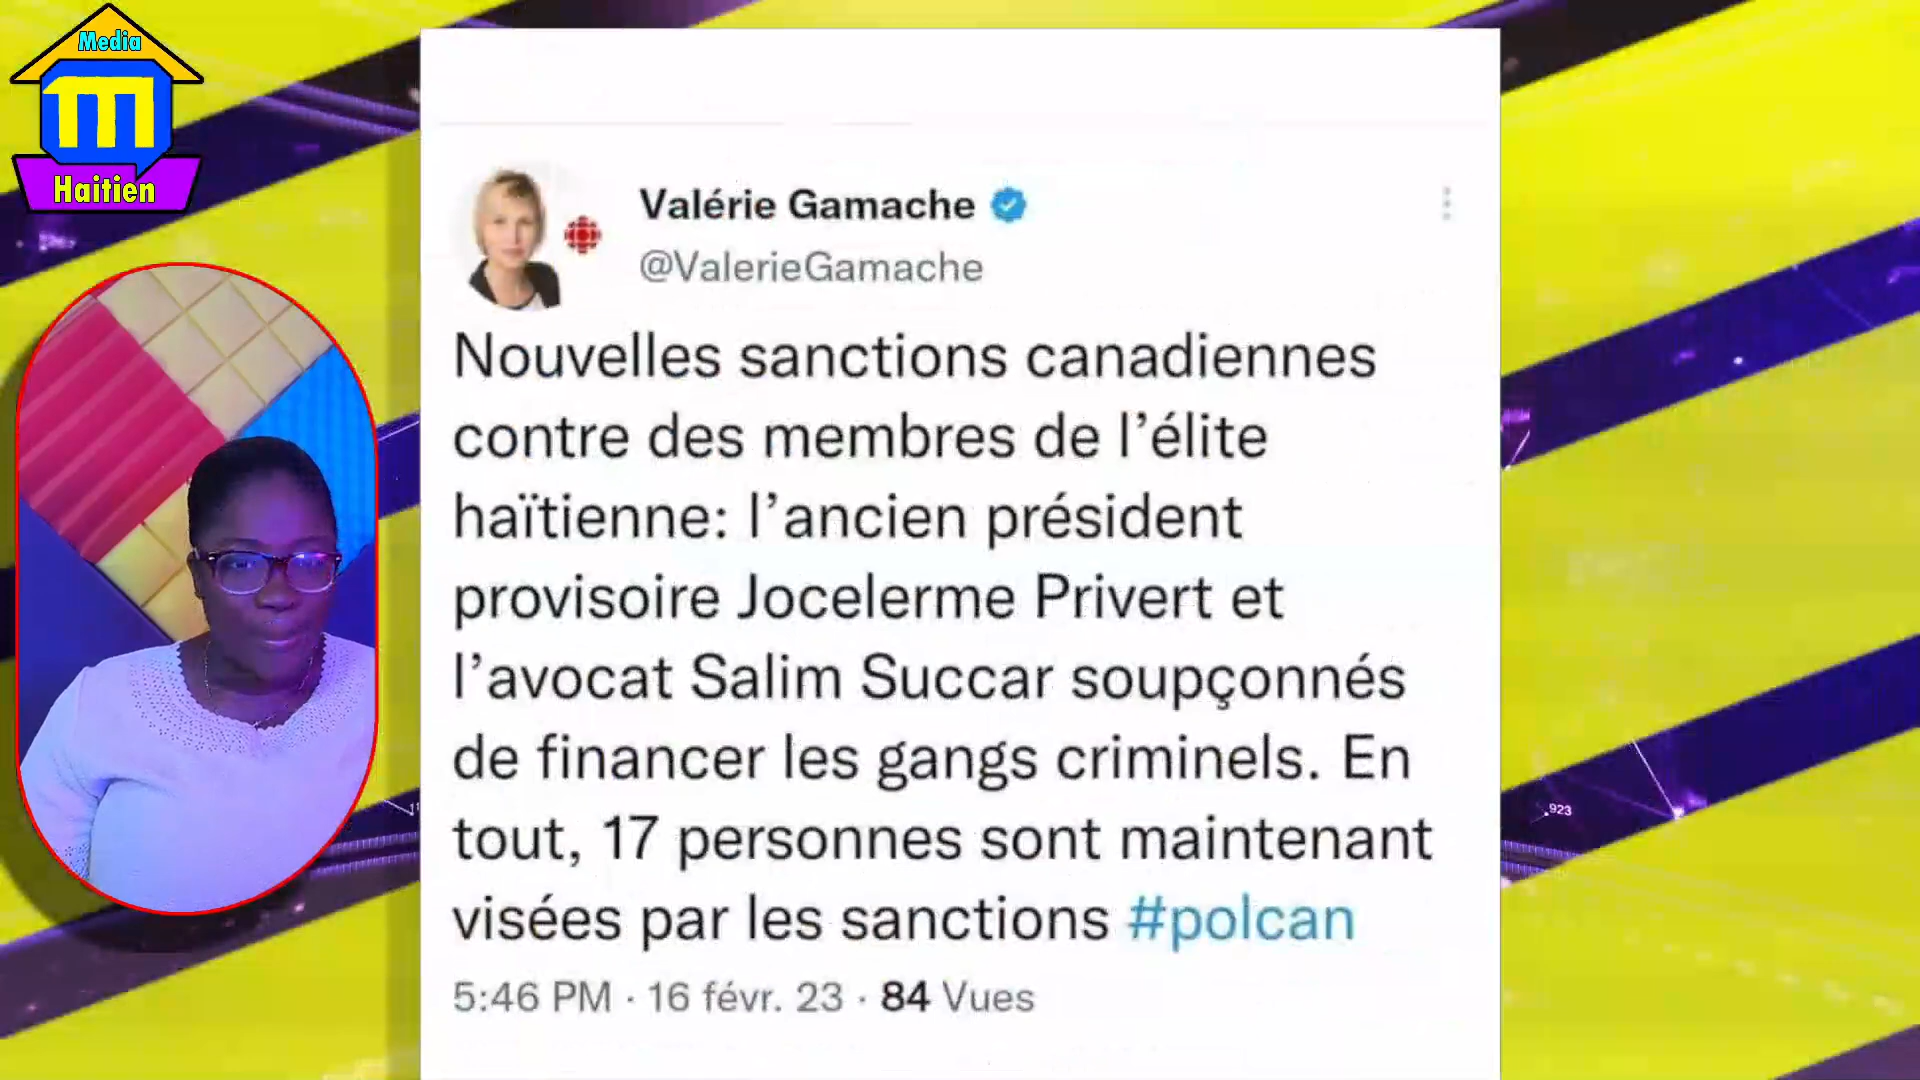 Media
Haitien
Valérie Gamache
@ValerieGamache
Nouvelles sanctions canadiennes
contre des membres de l’élite
haïtienne: l’ancien président
provisoire Jocelerme Privert et
l’avocat Salim Succar soupçonnés
de financer les gangs criminels. En
tout, 17 personnes sont maintenant
visées par les sanctions #polcan
5:46 PM · 16 févr. 23 · 84 Vues
.923